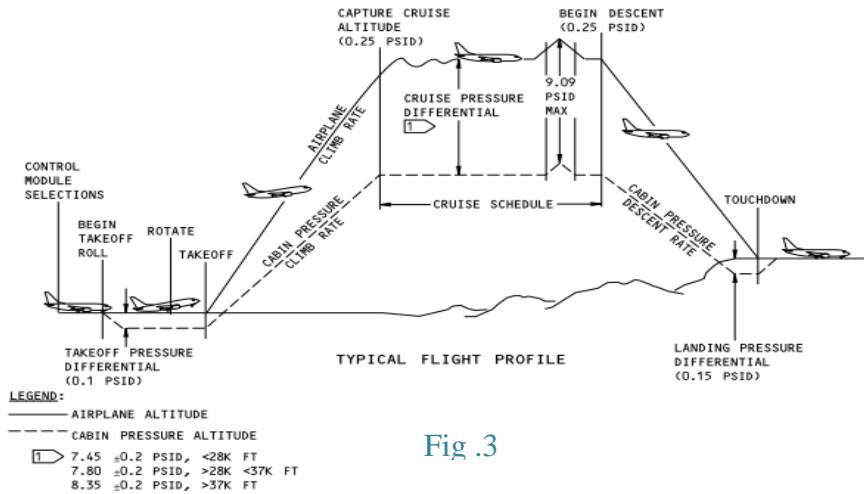 CAPTURE CRUISE
ALTITUDE
(0.25 PSID)
BEGIN DESCENT
(0.25 PSID)
9.09
PSID
MAX
CRUISE PRESSURE
DIFFERENTIAL
1
AIRPLANE
CLIMB RATE
CONTROL
MODULE
SELECTIONS
BEGIN
TAKEOFF
ROLL
ROTATE
TAKEOFF
CABIN PRESSURE
CLIMB RATE
CRUISE SCHEDULE
CABIN PRESSURE
DESCENT RATE
TOUCHDOWN
TAKEOFF PRESSURE
DIFFERENTIAL
(0.1 PSID)
TYPICAL FLIGHT PROFILE
LANDING PRESSURE
DIFFERENTIAL
(0.15 PSID)
LEGEND:
AIRPLANE ALTITUDE
CABIN PRESSURE ALTITUDE
1 7.45 ±0.2 PSID, <28K FT
7.80 ±0.2 PSID, >28K <37K FT
8.35 ±0.2 PSID, >37K FT
Fig .3